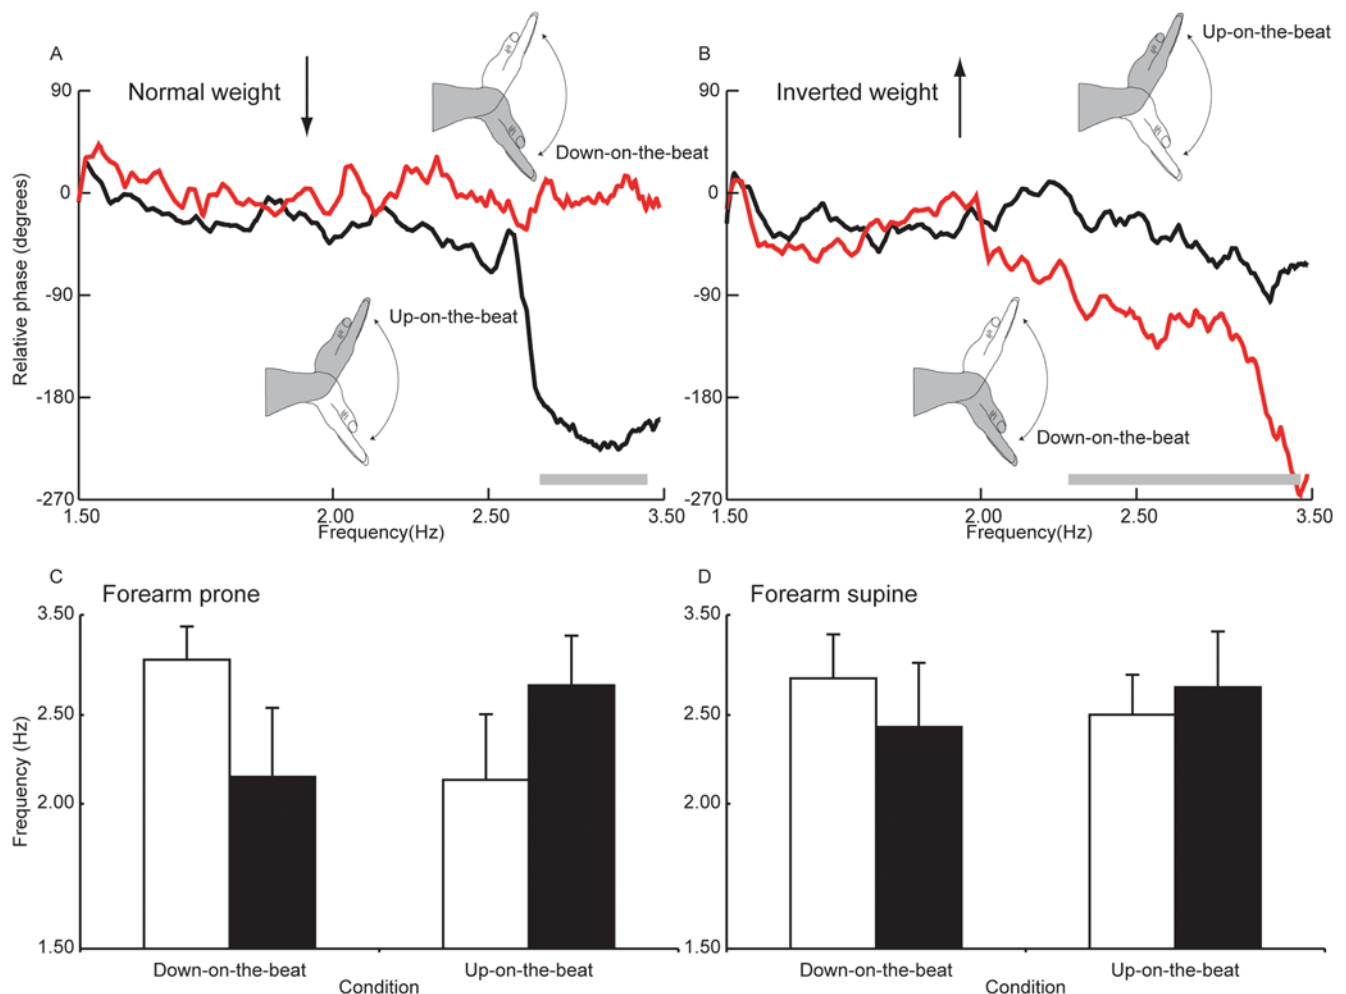 A
Normal weight
Down-on-the-beat
Up-on-the-beat
Relative phase (degrees)
90
0
-90
-180
-270
1.50
2.00
2.50
3.50
Frequency(Hz)
B
Inverted weight
Up-on-the-beat
Down-on-the-beat
90
0
-90
-180
-270
1.50
2.00
2.50
3.50
Frequency(Hz)
C
Forearm prone
Frequency (Hz)
3.50
2.50
2.00
1.50
Down-on-the-beat
Up-on-the-beat
Condition
D
Forearm supine
3.50
2.50
2.00
1.50
Down-on-the-beat
Up-on-the-beat
Condition